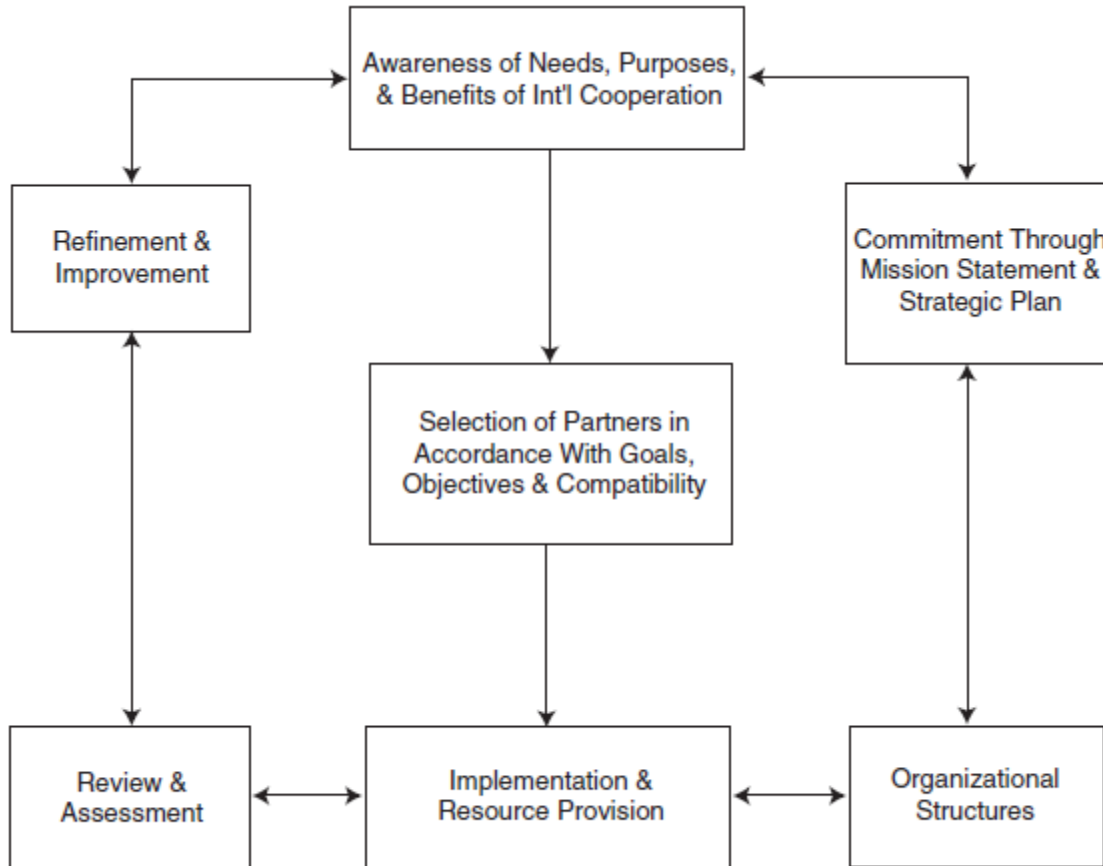 Awareness of Needs, Purposes,
& Benefits of Int'l Cooperation
Refinement &
Improvement
Commitment Through
Mission Statement &
Strategic Plan
Selection of Partners in
Accordance With Goals,
Objectives & Compatibility
Review &
Assessment
Implementation &
Resource Provision
Organizational
Structures